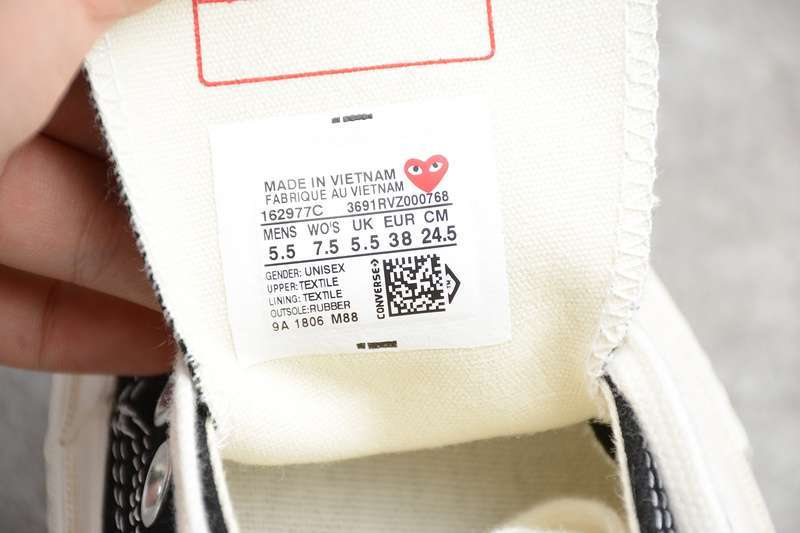 MADE IN VIETNAM
FABRIQUE AU VIETNAM
162977C 3691RVZ000768
MENS WO'S UK EUR CM
5.5 7.5 5.5 38 24.5
GENDER: UNISEX
UPPER:TEXTILE
LINING: TEXTILE
OUTSOLE:RUBBER
9A 1806 M88
CONVERSE